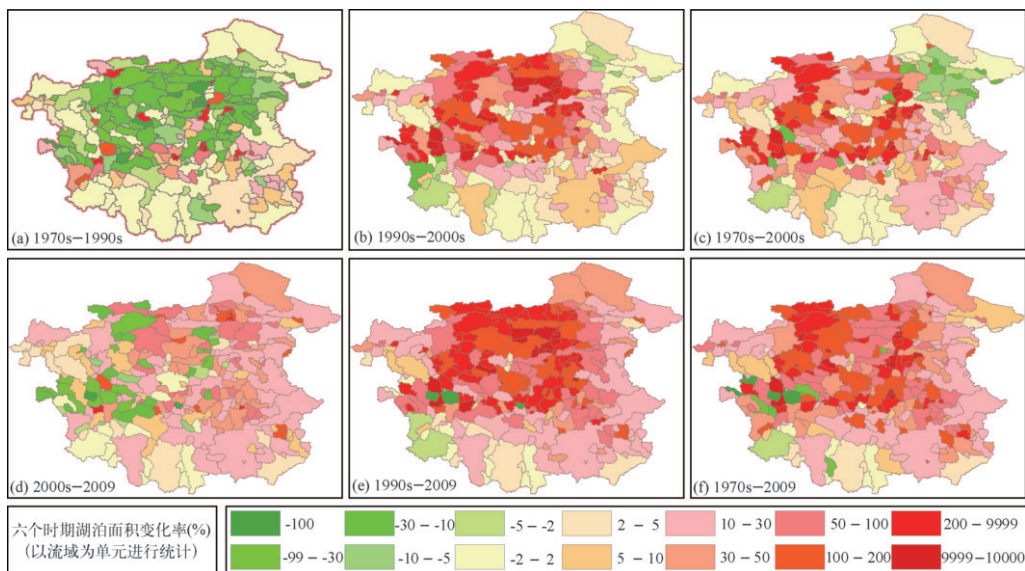 (a) 1970s−1990s
(b) 1990s−2000s
(c) 1970s−2000s
(d) 2000s−2009
(e) 1990s−2009
(f) 1970s−2009
六个时期湖泊面积变化率(%)
(以流域为单元进行统计)
-100
-30 − -10
-5 − -2
2 − 5
10 − 30
50 − 100
200 − 9999
-99 − -30
-10 − -5
-2 − 2
5 − 10
30 − 50
100 − 200
9999−10000